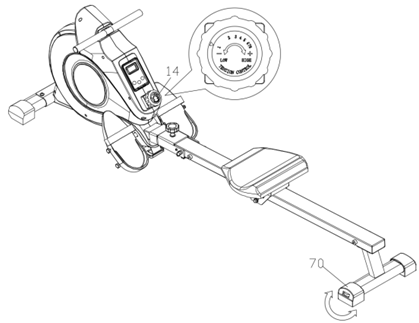 14
LOW HIGH
TENSION CONTROL
70